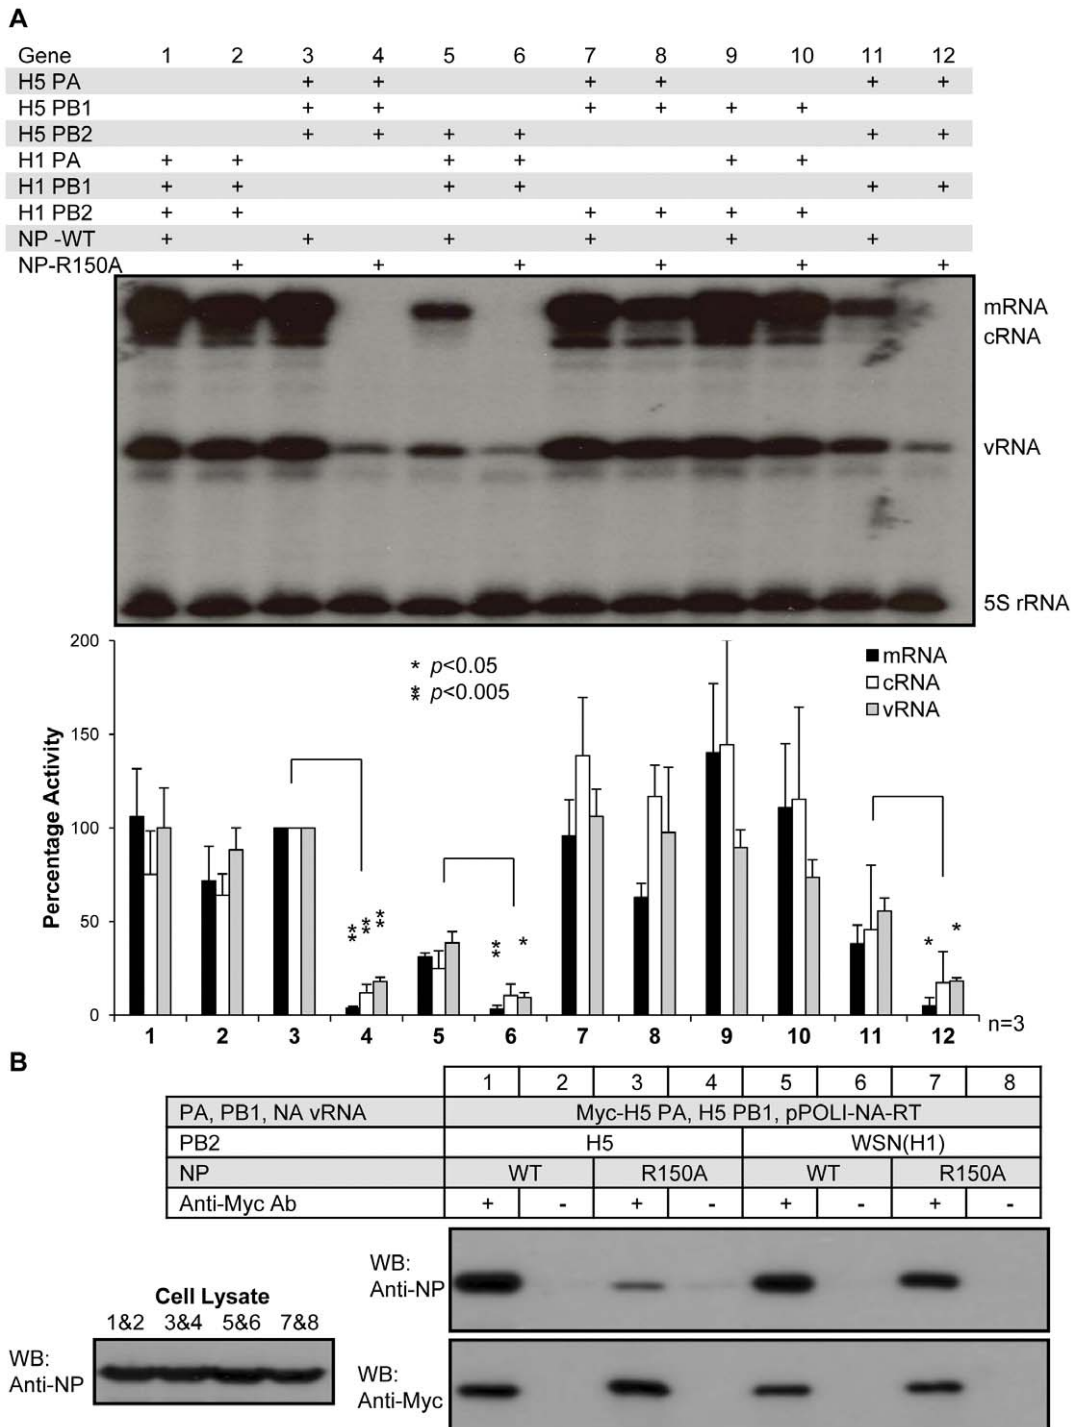 A
Gene 1 2 3 4 5 6 7 8 9 10 11 12
H5 PA + + + + + +
H5 PB1 + + + + + +
H5 PB2 + + + + + +
H1 PA + + + + + +
H1 PB1 + + + + + +
H1 PB2 + + + + + +
NP -WT + + + + + +
NP-R150A + + + + + +
mRNA
cRNA
vRNA
5S rRNA
200
150
100
50
0
Percentage Activity
* p<0.05
** p<0.005
mRNA
cRNA
vRNA
** ** ** ** * * *
1 2 3 4 5 6 7 8 9 10 11 12
n=3
B
1 2 3 4 5 6 7 8
PA, PB1, NA vRNA Myc-H5 PA, H5 PB1, pPOLI-NA-RT
PB2 H5 WSN(H1)
NP WT R150A WT R150A
Anti-Myc Ab + - + - + - + -
WB:
Anti-NP
Cell Lysate
1&2 3&4 5&6 7&8
WB:
Anti-NP
WB:
Anti-Myc